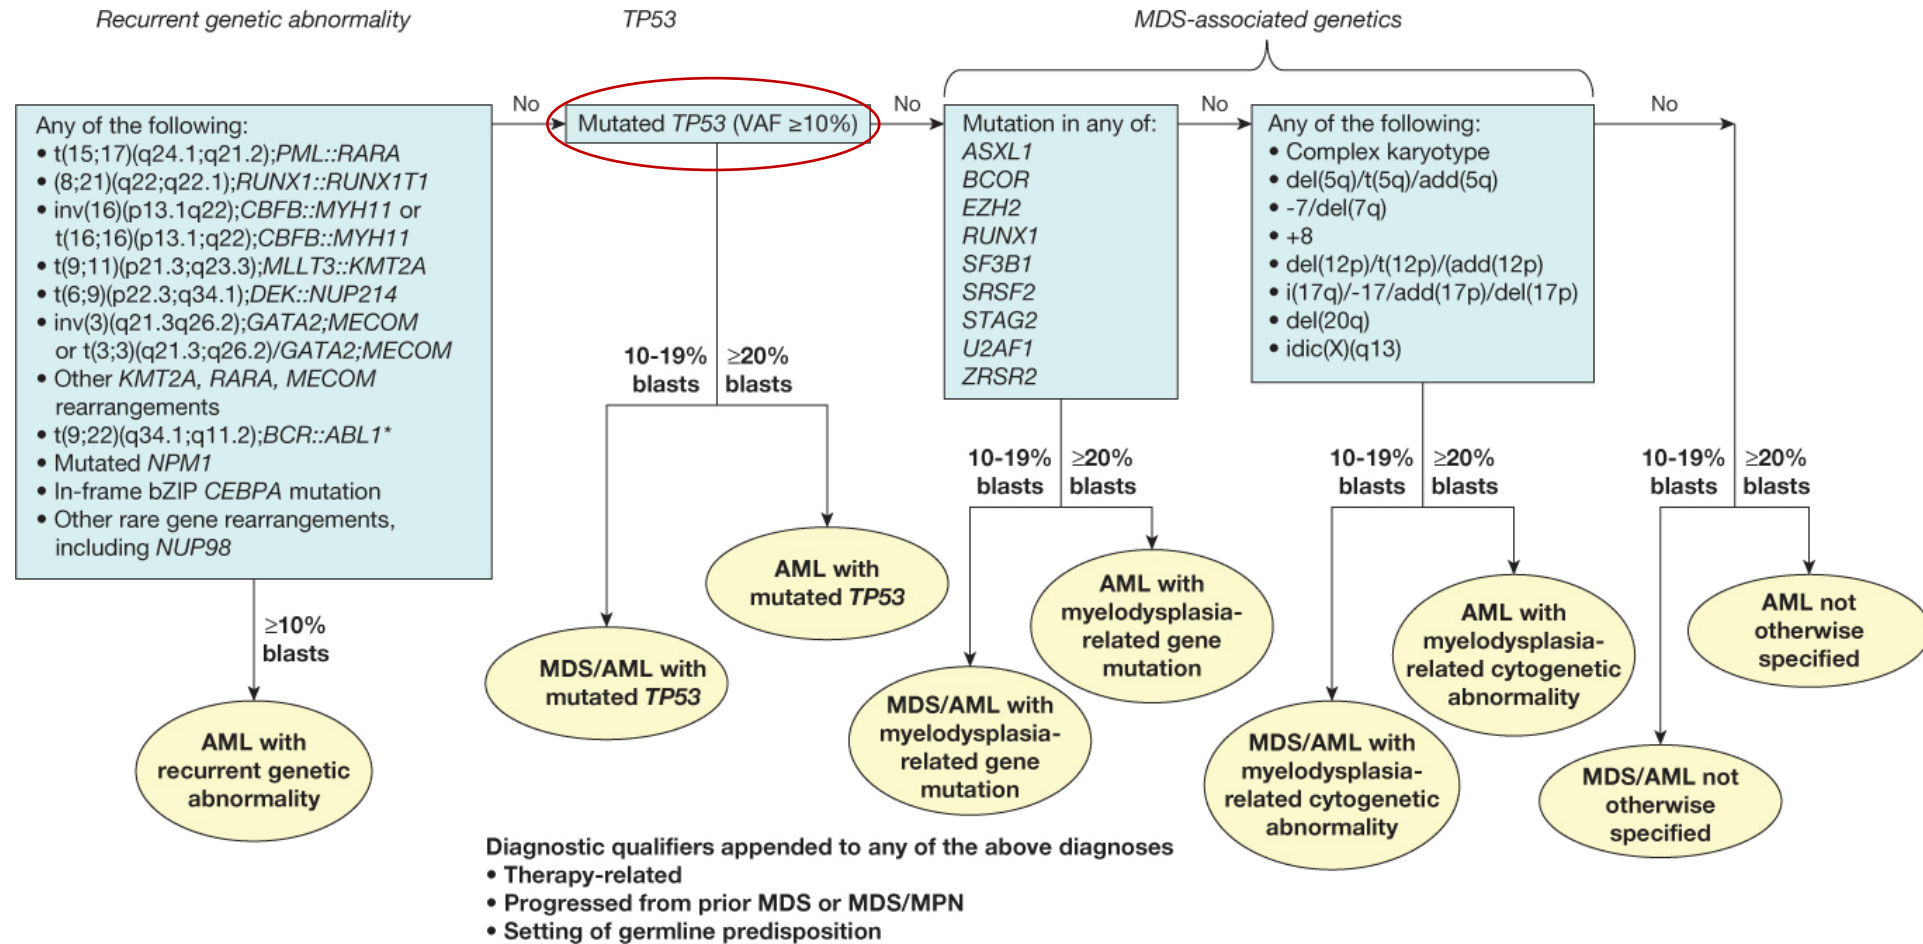 Recurrent genetic abnormality
TP53
MDS-associated genetics
No
No
No
No
Any of the following:
• t(15;17)(q24.1;q21.2);PML::RARA
• (8;21)(q22;q22.1);RUNX1::RUNX1T1
• inv(16)(p13.1q22);CBFB::MYH11 or
t(16;16)(p13.1;q22);CBFB::MYH11
• t(9;11)(p21.3;q23.3);MLLT3::KMT2A
• t(6;9)(p22.3;q34.1);DEK::NUP214
• inv(3)(q21.3q26.2);GATA2;MECOM
or t(3;3)(q21.3;q26.2)/GATA2;MECOM
• Other KMT2A, RARA, MECOM
rearrangements
• t(9;22)(q34.1;q11.2);BCR::ABL1*
• Mutated NPM1
• In-frame bZIP CEBPA mutation
• Other rare gene rearrangements,
including NUP98
≥10%
blasts
AML with
recurrent genetic
abnormality
Mutated TP53 (VAF ≥10%)
10-19%
blasts
≥20%
blasts
MDS/AML with
mutated TP53
AML with
mutated TP53
Mutation in any of:
ASXL1
BCOR
EZH2
RUNX1
SF3B1
SRSF2
STAG2
U2AF1
ZRSR2
10-19%
blasts
≥20%
blasts
MDS/AML with
myelodysplasia-
related gene
mutation
AML with
myelodysplasia-
related gene
mutation
Any of the following:
• Complex karyotype
• del(5q)/t(5q)/add(5q)
• -7/del(7q)
• +8
• del(12p)/t(12p)/(add(12p)
• i(17q)/-17/add(17p)/del(17p)
• del(20q)
• idic(X)(q13)
10-19%
blasts
≥20%
blasts
MDS/AML with
myelodysplasia-
related cytogenetic
abnormality
AML with
myelodysplasia-
related cytogenetic
abnormality
10-19%
blasts
≥20%
blasts
MDS/AML not
otherwise
specified
AML not
otherwise
specified
Diagnostic qualifiers appended to any of the above diagnoses
• Therapy-related
• Progressed from prior MDS or MDS/MPN
• Setting of germline predisposition